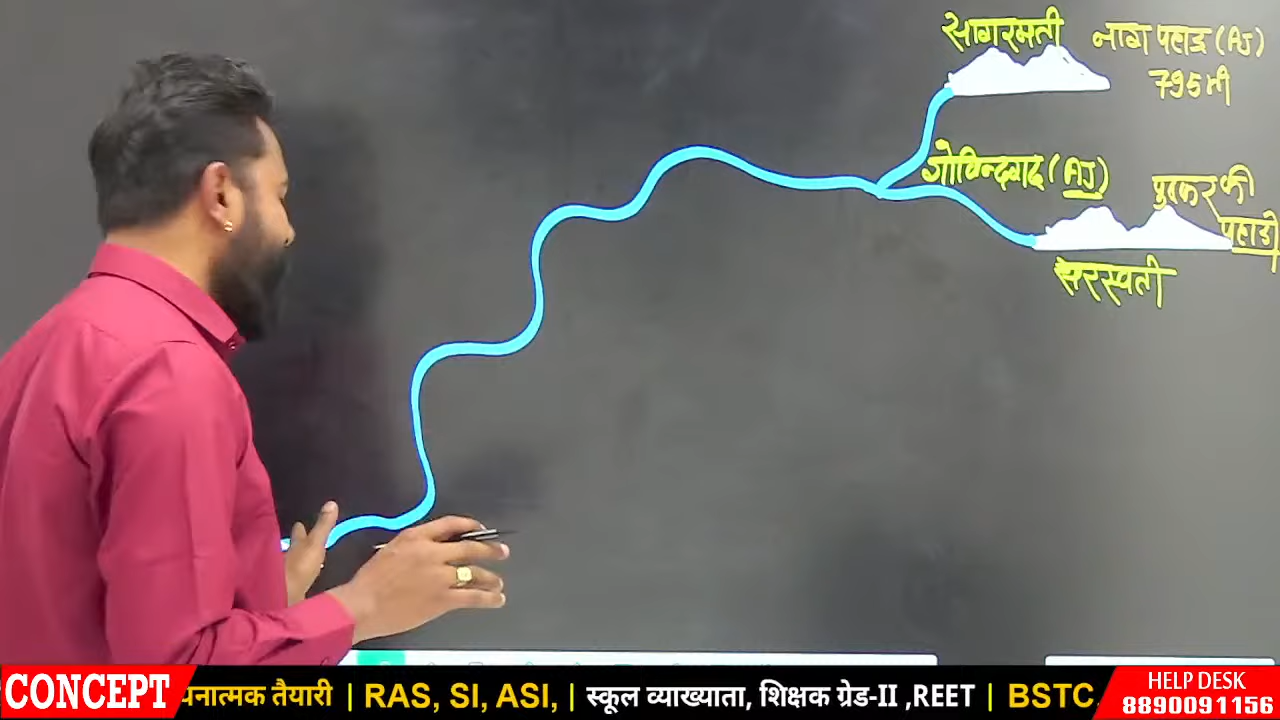 सागरमती
नाग पहाड़ (AJ)
795 मी
गोविन्दगढ़ (AJ)
पुष्कर की
पहाड़ी
सरस्वती
CONCEPT
यनात्मक तैयारी | RAS, SI, ASI, | स्कूल व्याख्याता, शिक्षक ग्रेड-II ,REET | BSTC,
HELP DESK
8890091156